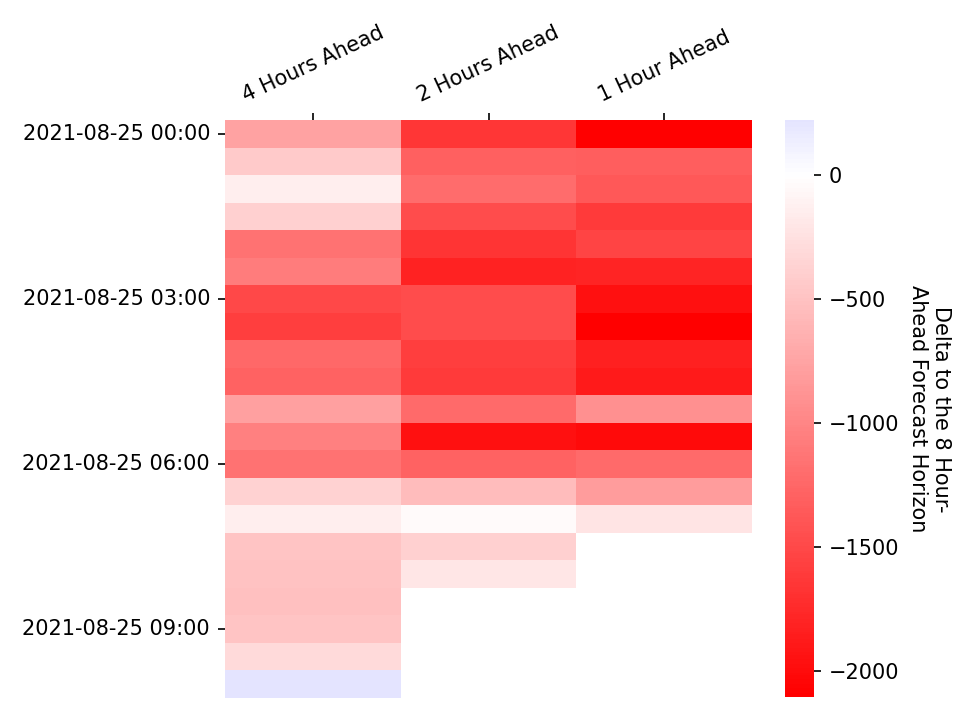 4 Hours Ahead
2 Hours Ahead
1 Hour Ahead
2021-08-25 00:00
2021-08-25 03:00
2021-08-25 06:00
2021-08-25 09:00
0
−500
−1000
−1500
−2000
Delta to the 8 Hour-
Ahead Forecast Horizon